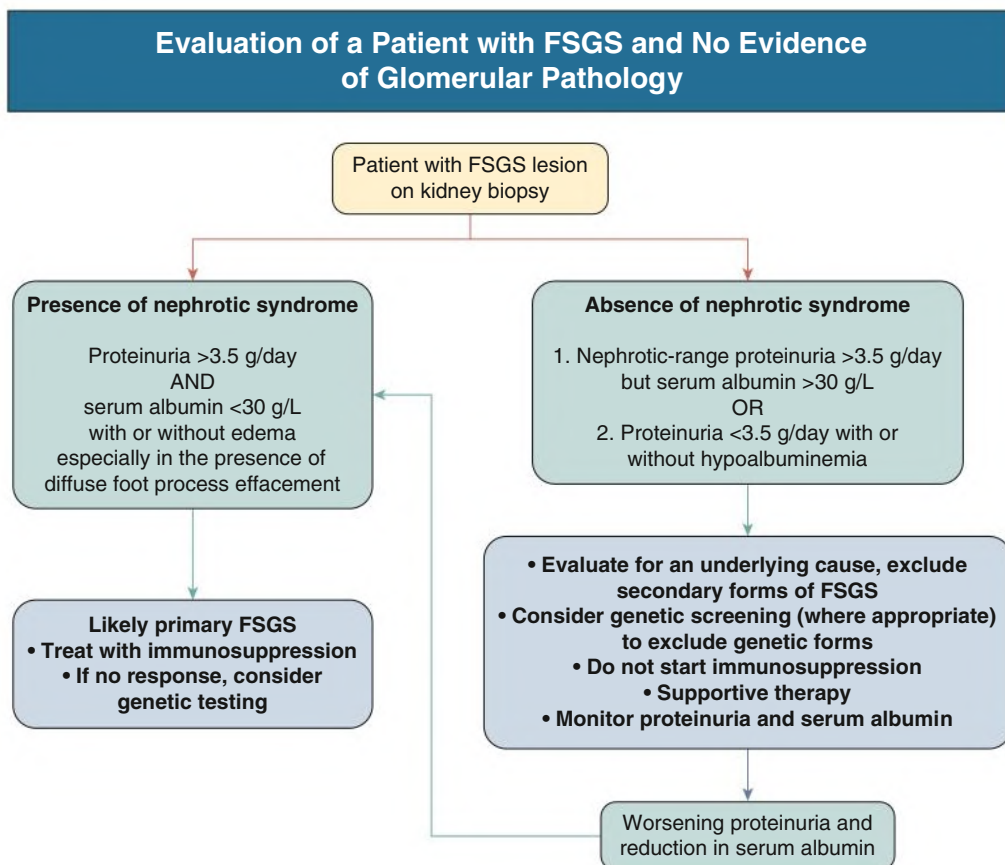 Evaluation of a Patient with FSGS and No Evidence
of Glomerular Pathology
Patient with FSGS lesion
on kidney biopsy
Presence of nephrotic syndrome
Proteinuria >3.5 g/day
AND
serum albumin <30 g/L
with or without edema
especially in the presence of
diffuse foot process effacement
Absence of nephrotic syndrome
1. Nephrotic-range proteinuria >3.5 g/day
but serum albumin >30 g/L
OR
2. Proteinuria <3.5 g/day with or
without hypoalbuminemia
Likely primary FSGS
• Treat with immunosuppression
• If no response, consider
genetic testing
• Evaluate for an underlying cause, exclude
secondary forms of FSGS
• Consider genetic screening (where appropriate)
to exclude genetic forms
• Do not start immunosuppression
• Supportive therapy
• Monitor proteinuria and serum albumin
Worsening proteinuria and
reduction in serum albumin